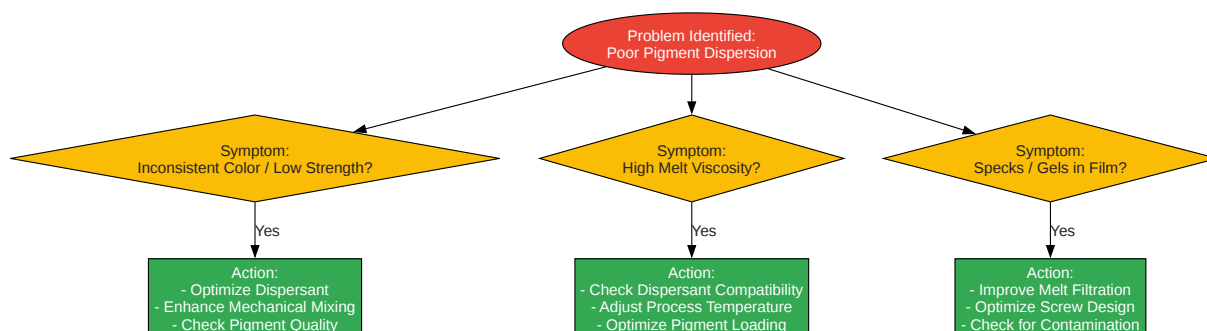 Problem Identified:
Poor Pigment Dispersion
Symptom:
Inconsistent Color / Low Strength?
Symptom:
High Melt Viscosity?
Symptom:
Specks / Gels in Film?
Yes
Yes
Yes
Action:
- Optimize Dispersant
- Enhance Mechanical Mixing
- Check Pigment Quality
Action:
- Check Dispersant Compatibility
- Adjust Process Temperature
- Optimize Pigment Loading
Action:
- Improve Melt Filtration
- Optimize Screw Design
- Check for Contamination